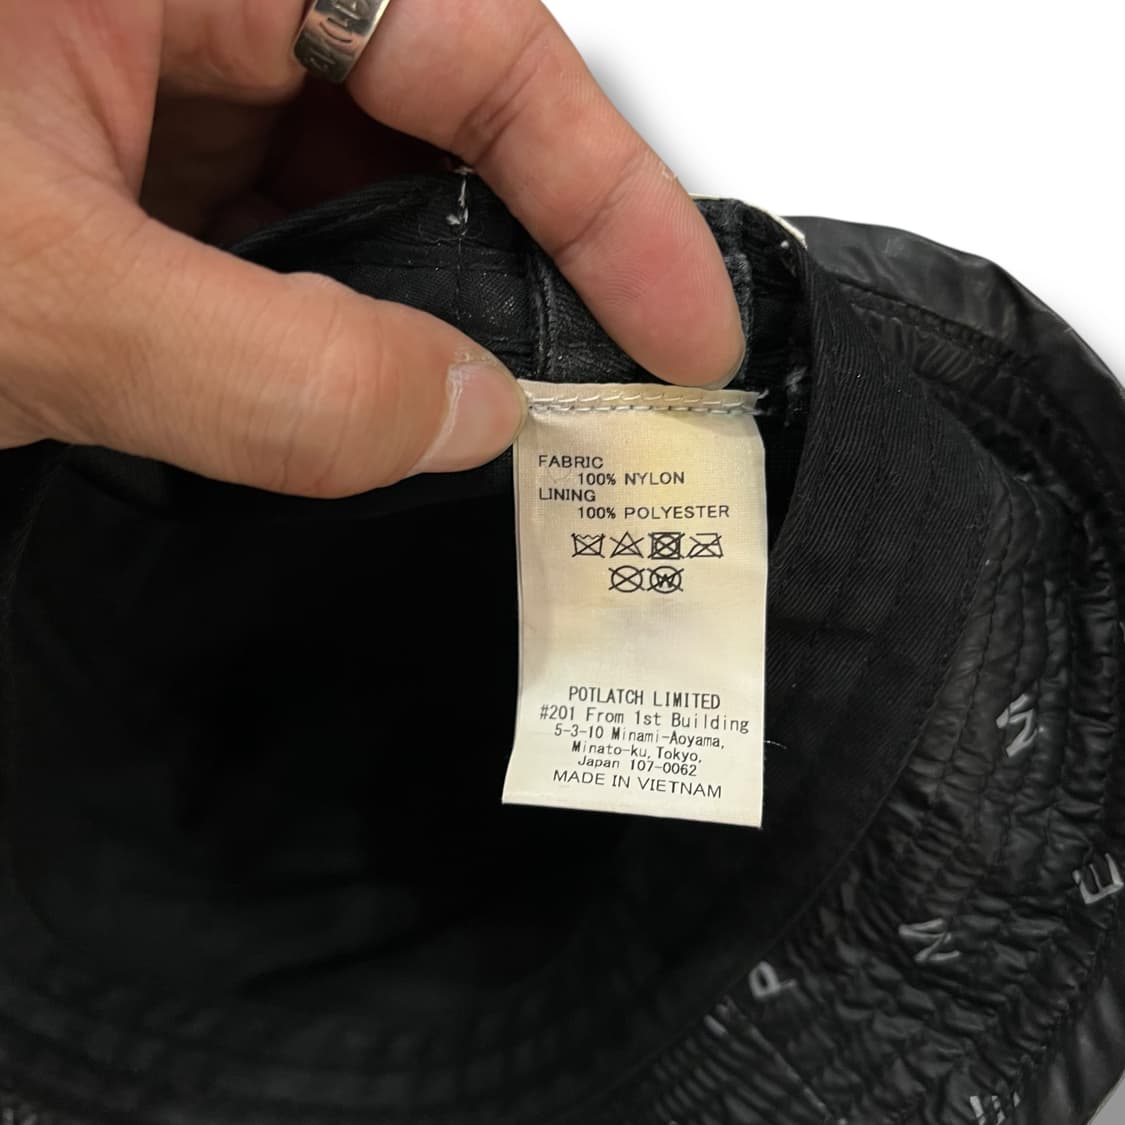 FABRIC
100% NYLON
LINING
100% POLYESTER
POTLATCH LIMITED
#201 From 1st Building
5-3-10 Minami-Aoyama,
Minato-ku, Tokyo,
Japan 107-0062
MADE IN VIETNAM
M
E
M
P